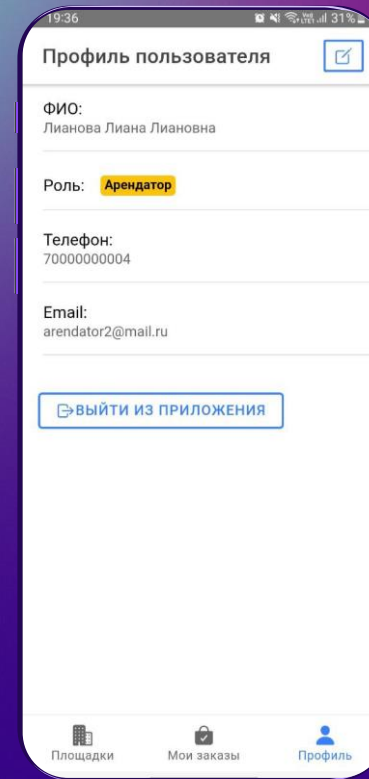 19:36
31%
Профиль пользователя
ФИО:
Лианова Лиана Лиановна
Роль: Арендатор
Телефон:
70000000004
Email:
arendator2@mail.ru
ВЫЙТИ ИЗ ПРИЛОЖЕНИЯ
Площадки Мои заказы Профиль